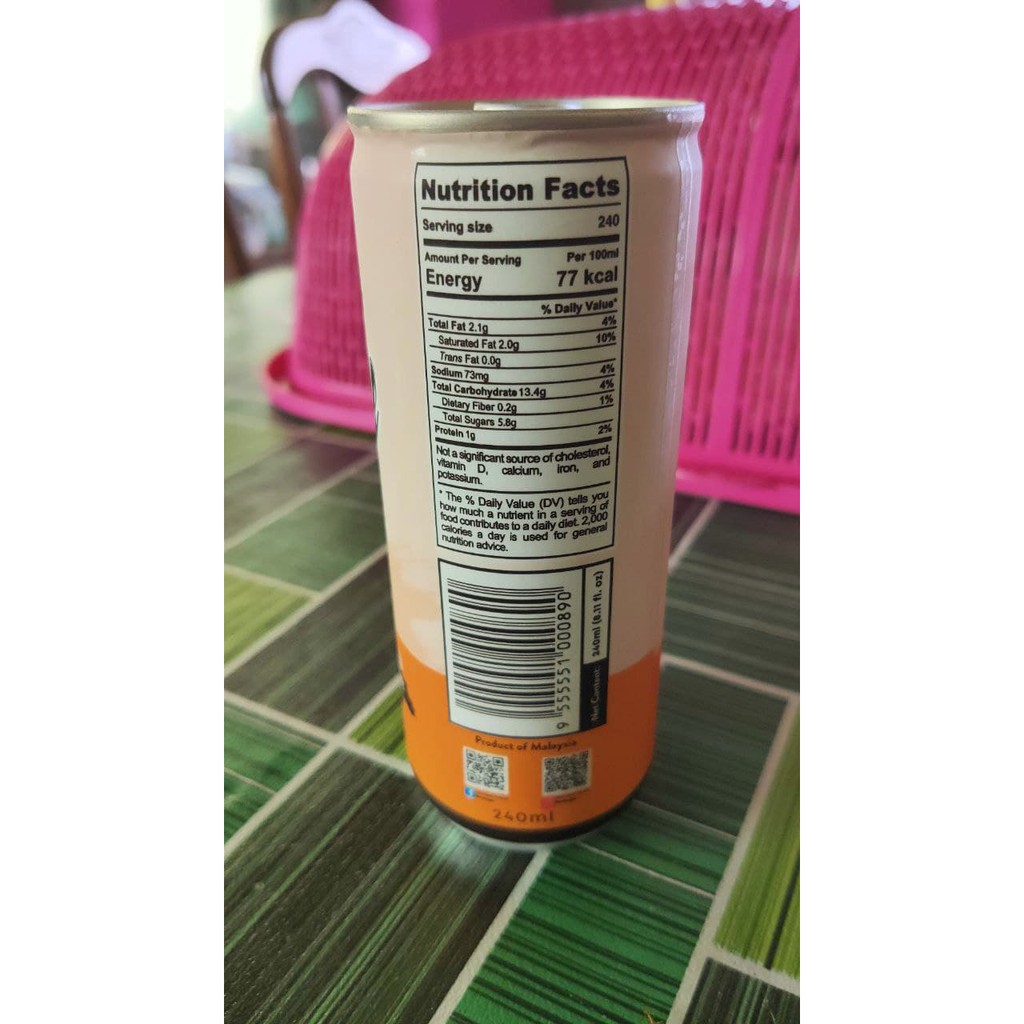 Nutrition Facts
Serving size 240
Amount Per Serving Per 100ml
Energy 77 kcal
% Daily Value*
Total Fat 2.1g 4%
Saturated Fat 2.0g 10%
Trans Fat 0.0g
Sodium 73mg 4%
Total Carbohydrate 13.4g 4%
Dietary Fiber 0.2g 1%
Total Sugars 5.8g
Protein 1g 2%
Not a significant source of cholesterol,
vitamin D, calcium, iron, and
potassium.
* The % Daily Value (DV) tells you
how much a nutrient in a serving of
food contributes to a daily diet. 2,000
calories a day is used for general
nutrition advice.
9 555551 000890
Net Content: 240ml (8.11 fl. oz)
Product of Malaysia
240ml